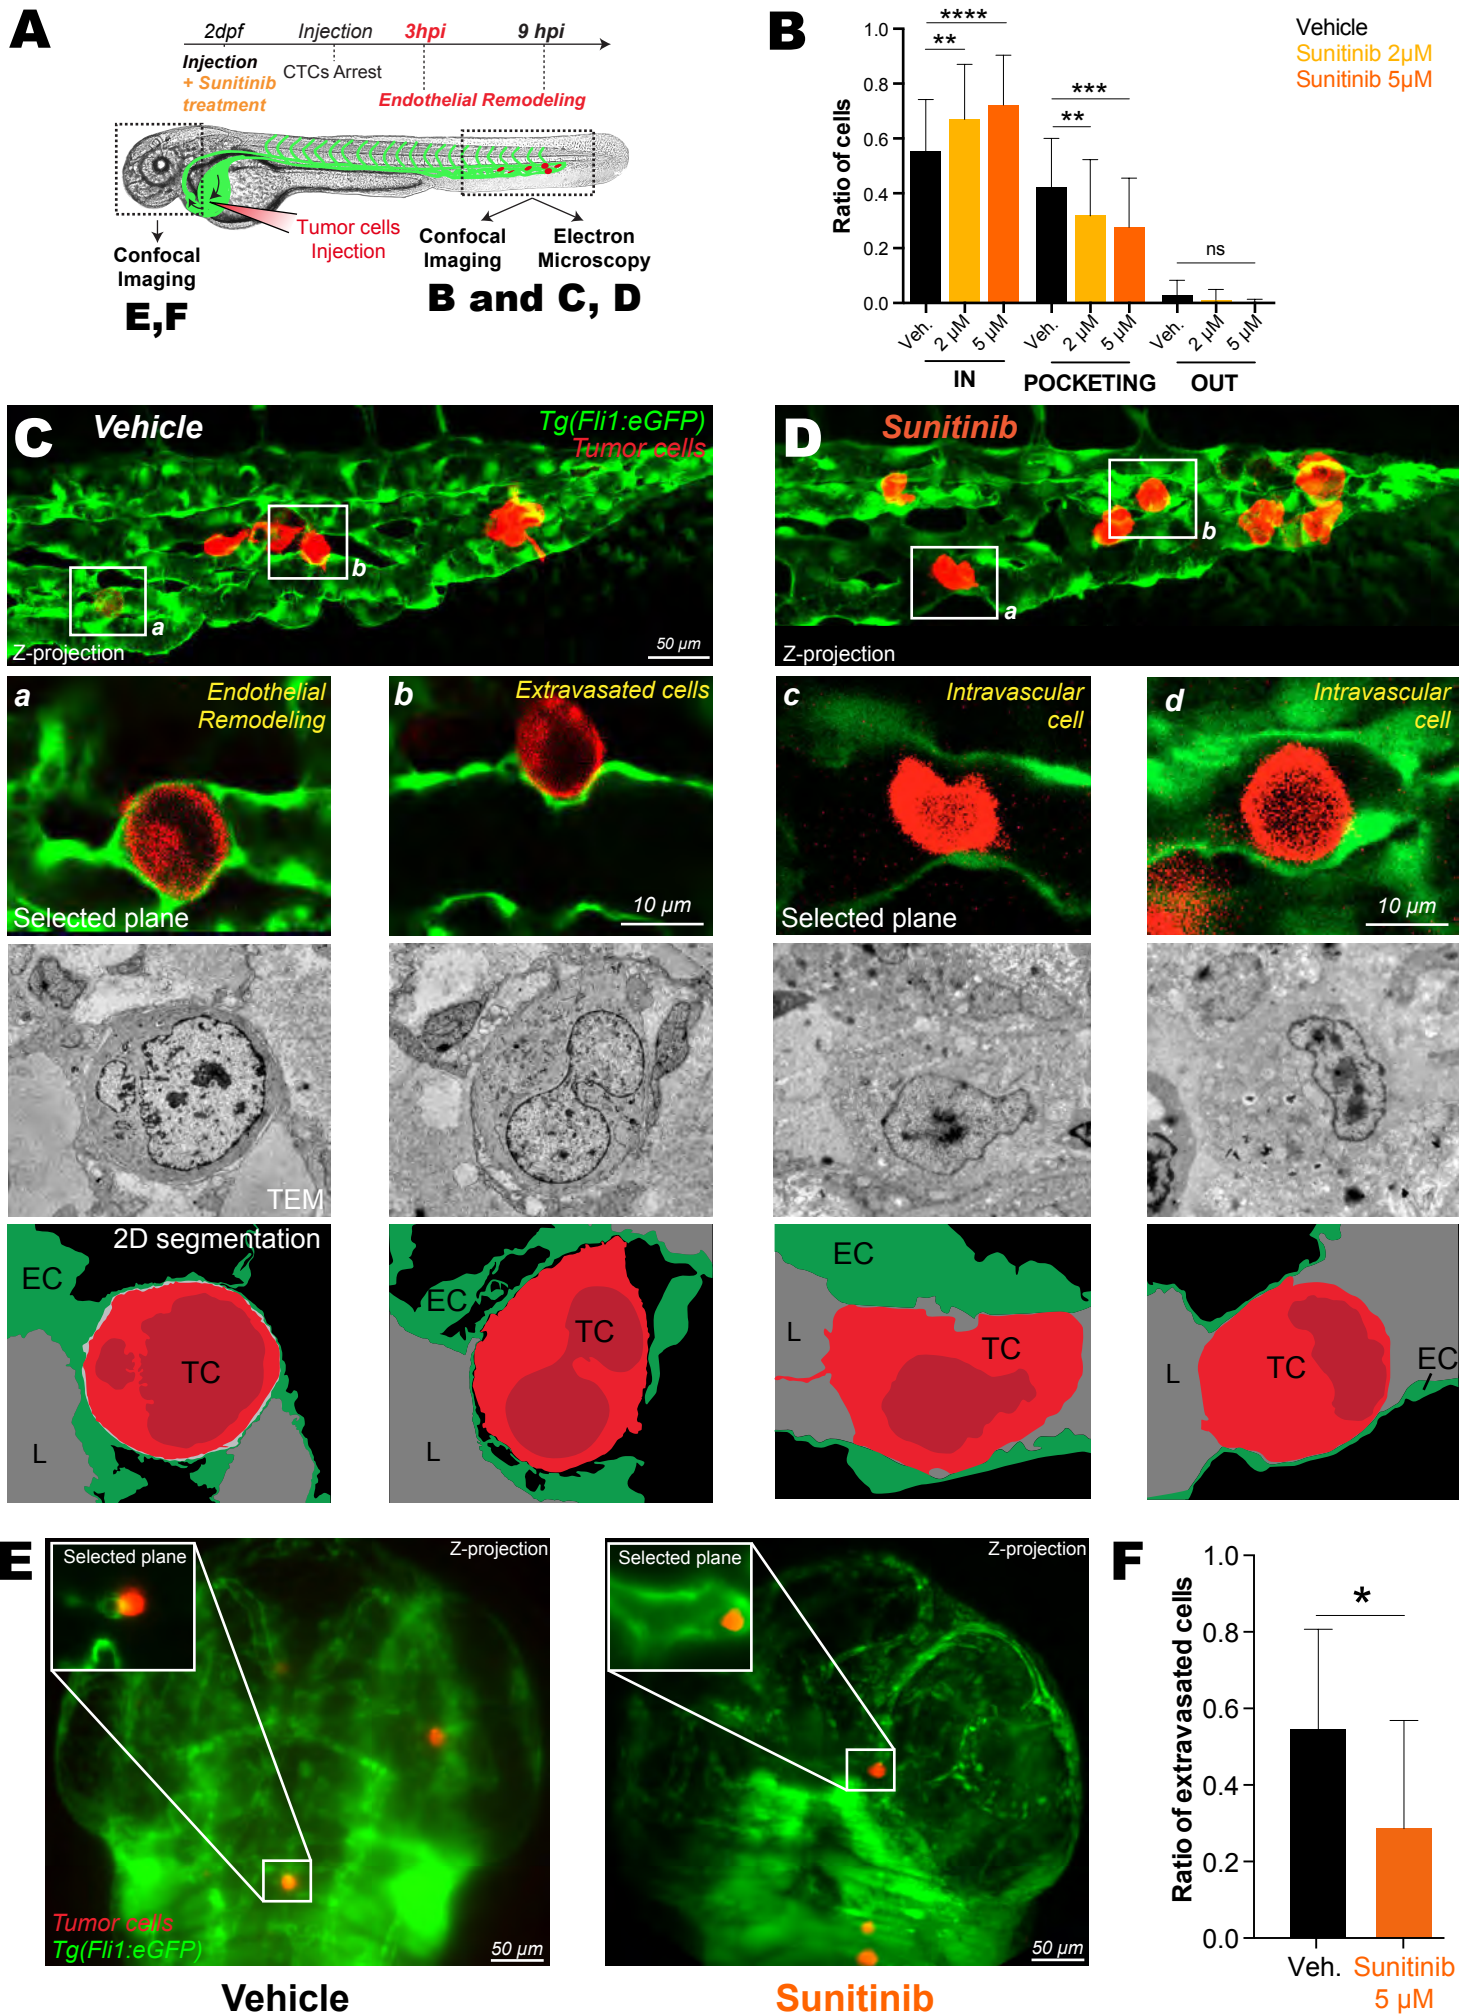 A
2dpf
Injection
3hpi
9 hpi
Injection
+ Sunitinib
treatment
CTCs Arrest
Endothelial Remodeling
Tumor cells
Injection
Confocal
Imaging
E,F
Confocal
Imaging
Electron
Microscopy
B and C, D
B
Ratio of cells
1.0
0.8
0.6
0.4
0.2
0.0
****
**
***
**
ns
Veh.
2 µM
5 µM
Veh.
2 µM
5 µM
Veh.
2 µM
5 µM
IN
POCKETING
OUT
Vehicle
Sunitinib 2µM
Sunitinib 5µM
C
Vehicle
Tg(Fli1:eGFP)
Tumor cells
b
a
Z-projection
50 µm
D
Sunitinib
b
a
Z-projection
a
Endothelial
Remodeling
Selected plane
b
Extravasated cells
10 µm
c
Intravascular
cell
Selected plane
d
Intravascular
cell
10 µm
TEM
2D segmentation
EC
TC
L
EC
TC
L
EC
L
TC
L
TC
EC
E
Selected plane
Z-projection
Tumor cells
Tg(Fli1:eGFP)
50 µm
Vehicle
Selected plane
Z-projection
50 µm
Sunitinib
F
Ratio of extravasated cells
1.0
0.8
0.6
0.4
0.2
0.0
*
Veh.
Sunitinib
5 µM